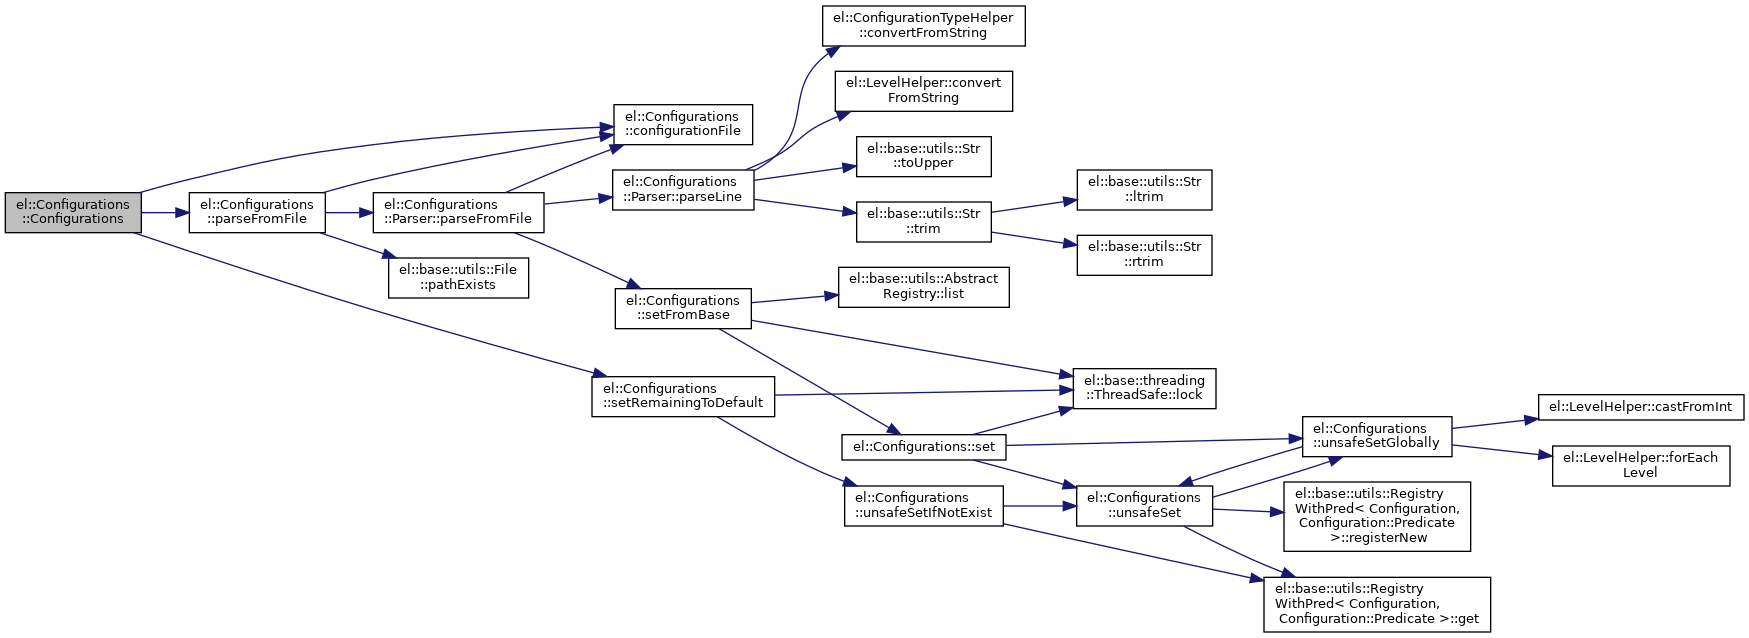 el::Configurations
::Configurations
el::Configurations
::parseFromFile
el::Configurations
::Parser::parseFromFile
el::base::utils::File
::pathExists
el::Configurations
::configurationFile
el::Configurations
::Parser::parseLine
el::Configurations
::setFromBase
el::Configurations
::setRemainingToDefault
el::ConfigurationTypeHelper
::convertFromString
el::LevelHelper::convert
FromString
el::base::utils::Str
::toUpper
el::base::utils::Str
::trim
el::base::utils::Abstract
Registry::list
el::Configurations::set
el::Configurations
::unsafeSetIfNotExist
el::base::utils::Str
::ltrim
el::base::utils::Str
::rtrim
el::base::threading
::ThreadSafe::lock
el::Configurations
::unsafeSet
el::Configurations
::unsafeSetGlobally
el::base::utils::Registry
WithPred< Configuration,
Configuration::Predicate
>::registerNew
el::base::utils::Registry
WithPred< Configuration,
Configuration::Predicate >::get
el::LevelHelper::castFromInt
el::LevelHelper::forEach
Level